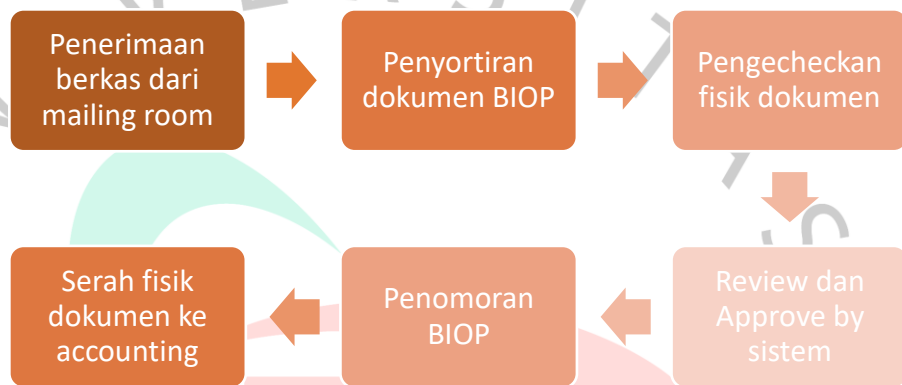 Penerimaan
berkas dari
mailing room
Penyortiran
dokumen BIOP
Pengecheckan
fisik dokumen
Review dan
Approve by
sistem
Penomoran
BIOP
Serah fisik
dokumen ke
accounting